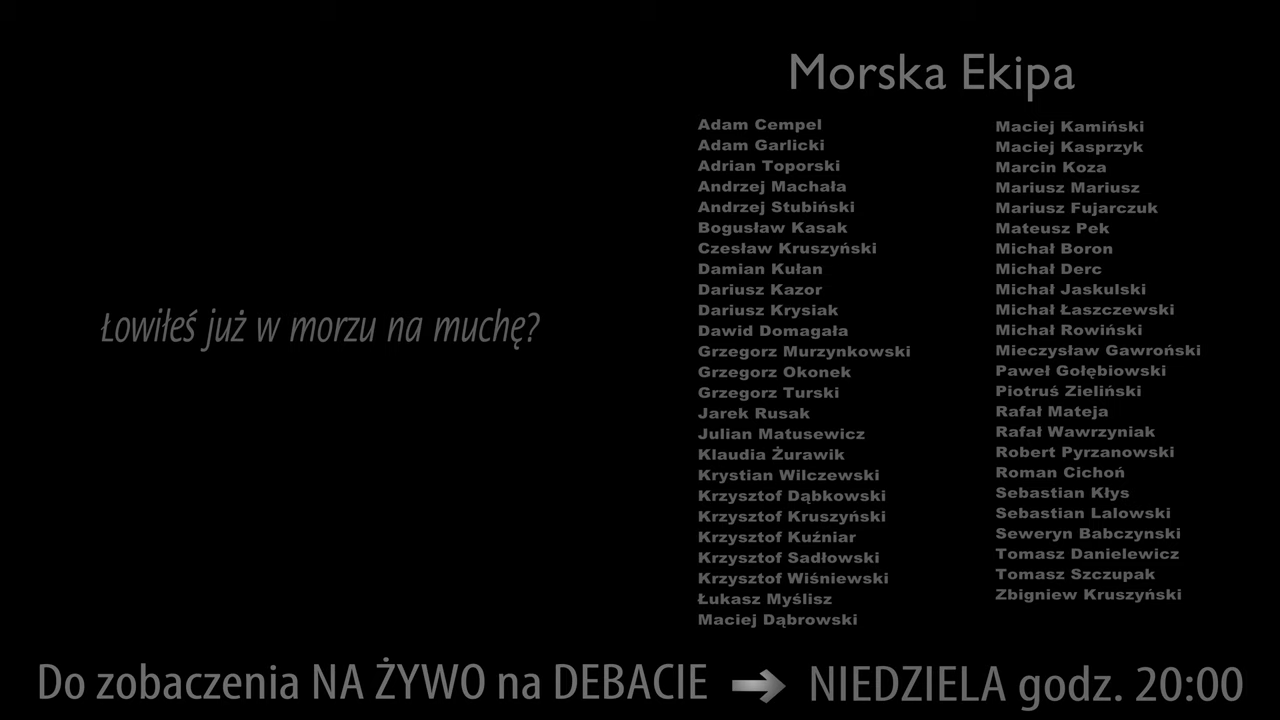 Morska Ekipa
Adam Cempel
Adam Garlicki
Adrian Toporski
Andrzej Machała
Andrzej Stubiński
Bogusław Kasak
Czesław Kruszyński
Damian Kułan
Dariusz Kazor
Dariusz Krysiak
Dawid Domagała
Grzegorz Murzynkowski
Grzegorz Okonek
Grzegorz Turski
Jarek Rusak
Julian Matusewicz
Klaudia Żurawik
Krystian Wilczewski
Krzysztof Dąbkowski
Krzysztof Kruszyński
Krzysztof Kuźniar
Krzysztof Sadłowski
Krzysztof Wiśniewski
Łukasz Myślisz
Maciej Dąbrowski
Maciej Kamiński
Maciej Kasprzyk
Marcin Koza
Mariusz Mariusz
Mariusz Fujarczuk
Mateusz Pek
Michał Boron
Michał Derc
Michał Jaskulski
Michał Łaszczewski
Michał Rowiński
Mieczysław Gawroński
Paweł Gołębiowski
Piotruś Zieliński
Rafał Mateja
Rafał Wawrzyniak
Robert Pyrzanowski
Roman Cichoń
Sebastian Kłys
Sebastian Lalowski
Seweryn Babczynski
Tomasz Danielewicz
Tomasz Szczupak
Zbigniew Kruszyński
Łowiłeś już w morzu na muchę?
Do zobaczenia NA ŻYWO na DEBACIE → NIEDZIELA godz. 20:00